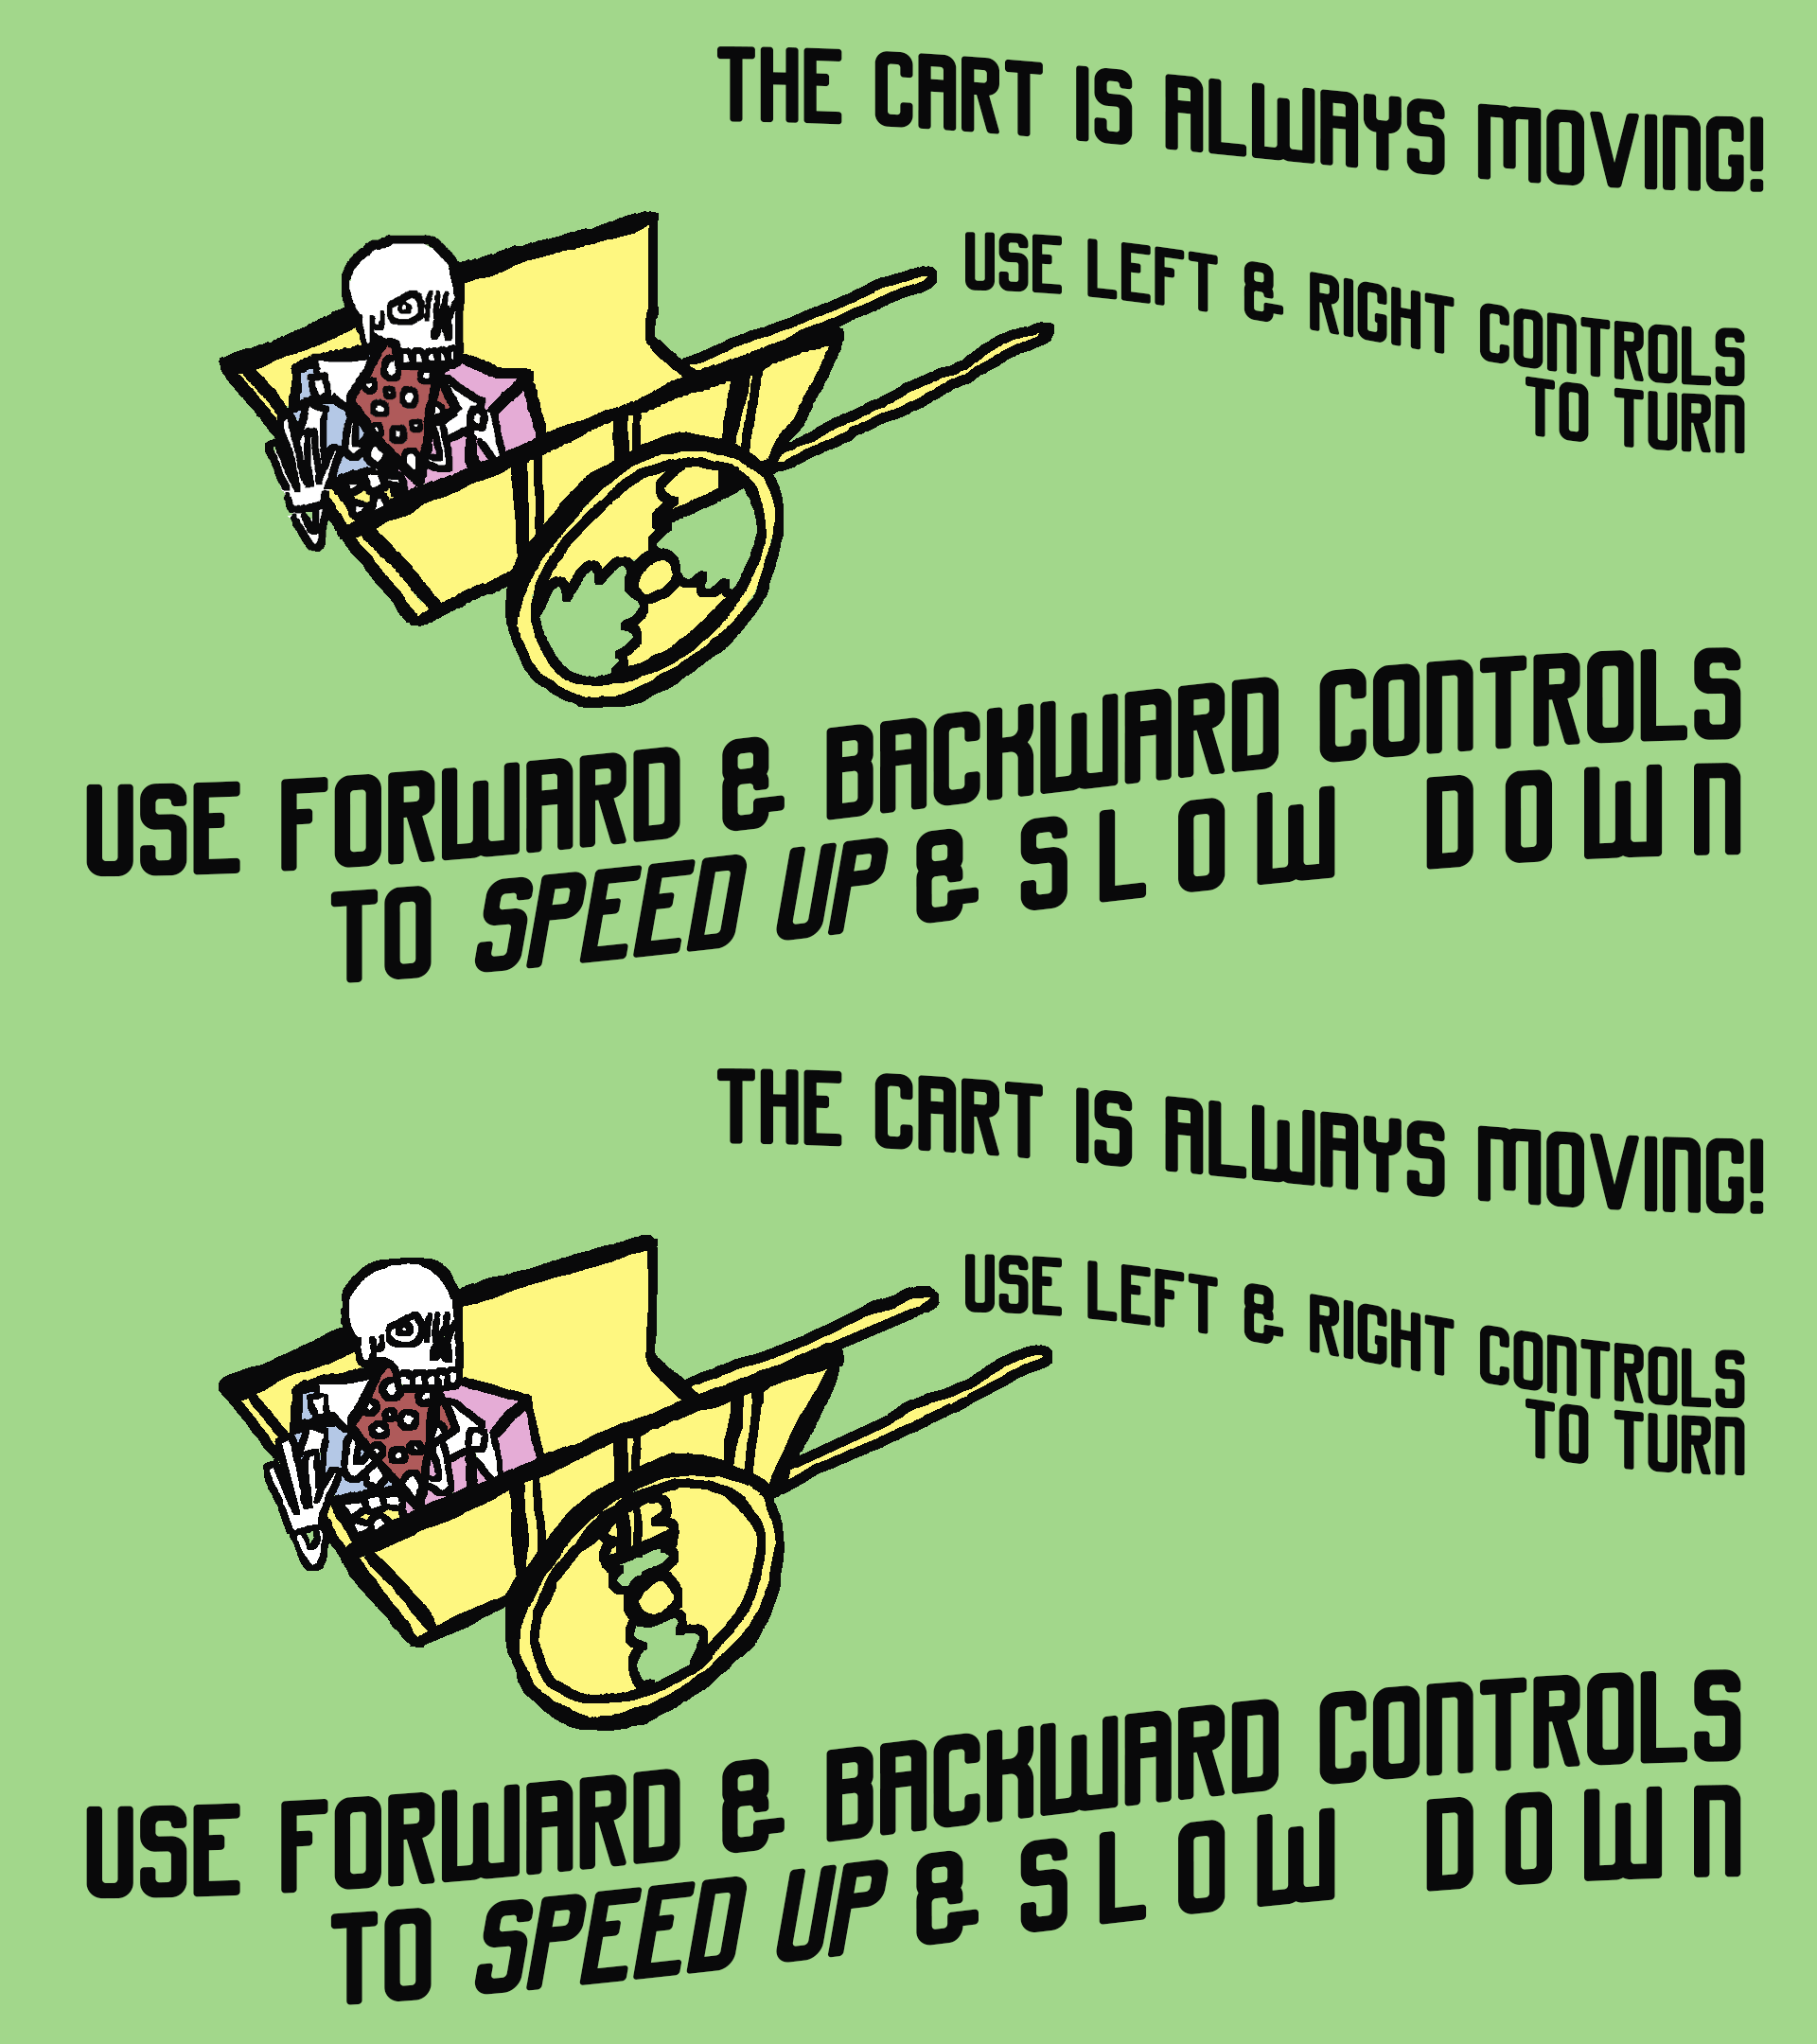 THE CART IS ALWAYS MOVING!
USE LEFT & RIGHT CONTROLS
TO TURN
USE FORWARD & BACKWARD CONTROLS
TO SPEED UP & SLOW DOWN
THE CART IS ALWAYS MOVING!
USE LEFT & RIGHT CONTROLS
TO TURN
USE FORWARD & BACKWARD CONTROLS
TO SPEED UP & SLOW DOWN